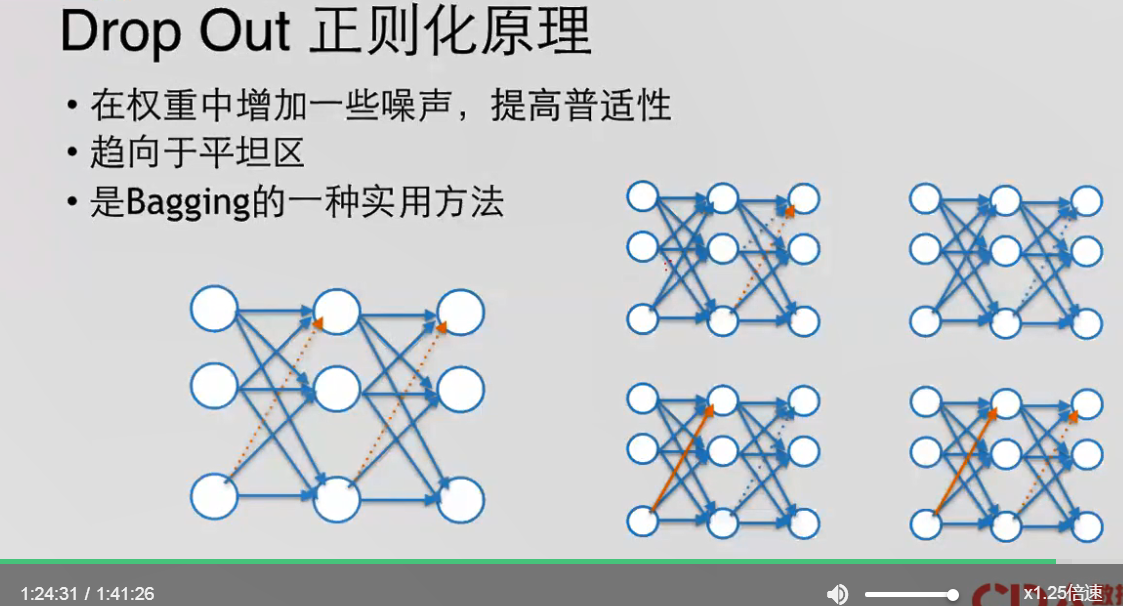 Drop Out 正则化原理
• 在权重中增加一些噪声，提高普适性
• 趋向于平坦区
• 是Bagging的一种实用方法
1:24:31 / 1:41:26
x1.25倍速